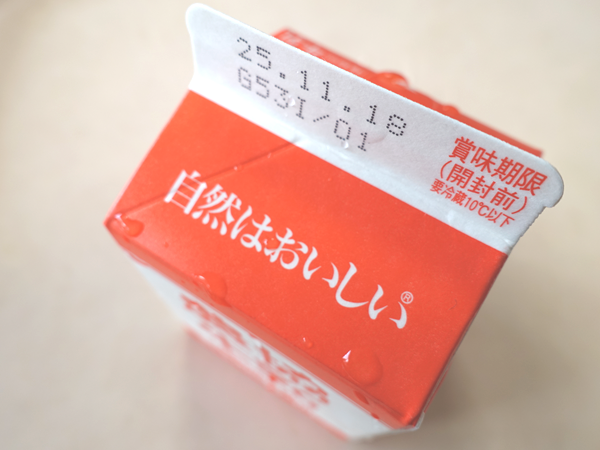 25.11.18
G53I/01
賞味期限
(開封前)
要冷蔵10℃以下
自然はおいしい®